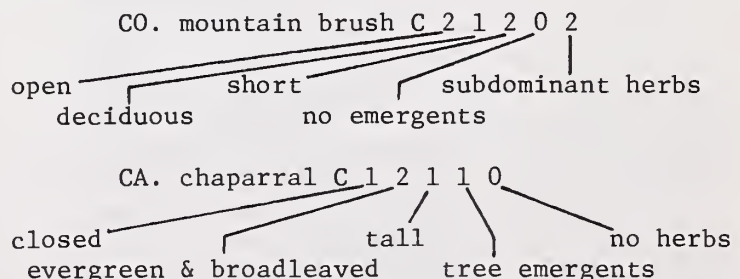 CO. mountain brush C 2 1 2 0 2
open short subdominant herbs
deciduous no emergents
CA. chaparral C 1 2 1 1 0
closed tall no herbs
evergreen & broadleaved tree emergents